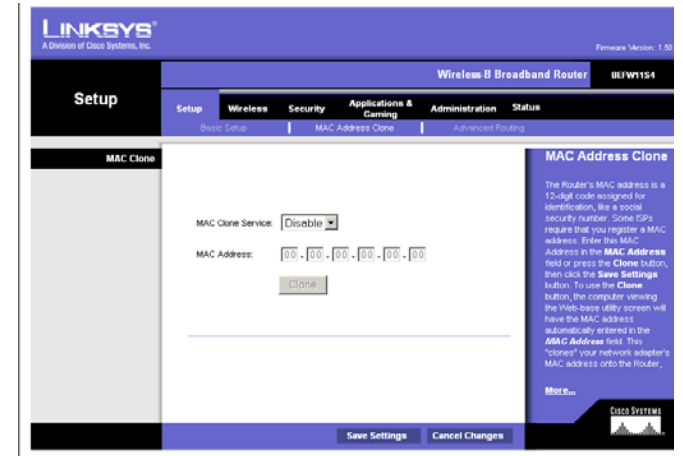 LINKSYS®
A Division of Cisco Systems, Inc.
Firmware Version: 1.50
Wireless-B Broadband Router
BEFW11S4
Setup
Setup
Wireless
Security
Applications & Gaming
Administration
Status
Basic Setup
MAC Address Clone
Advanced Routing
MAC Clone
MAC Clone Service: Disable
MAC Address: 00 - 00 - 00 - 00 - 00 - 00
Clone
MAC Address Clone
The Router's MAC address is a
12-digit code assigned for
identification, like a social
security number. Some ISPs
require that you register a MAC
address. Enter this MAC
Address in the MAC Address
field or press the Clone button,
then click the Save Settings
button. To use the Clone
button, the computer viewing
the Web-base utility screen will
have the MAC address
automatically entered in the
MAC Address field. This
"clones" your network adapter's
MAC address onto the Router,
More...
CISCO SYSTEMS
Save Settings
Cancel Changes